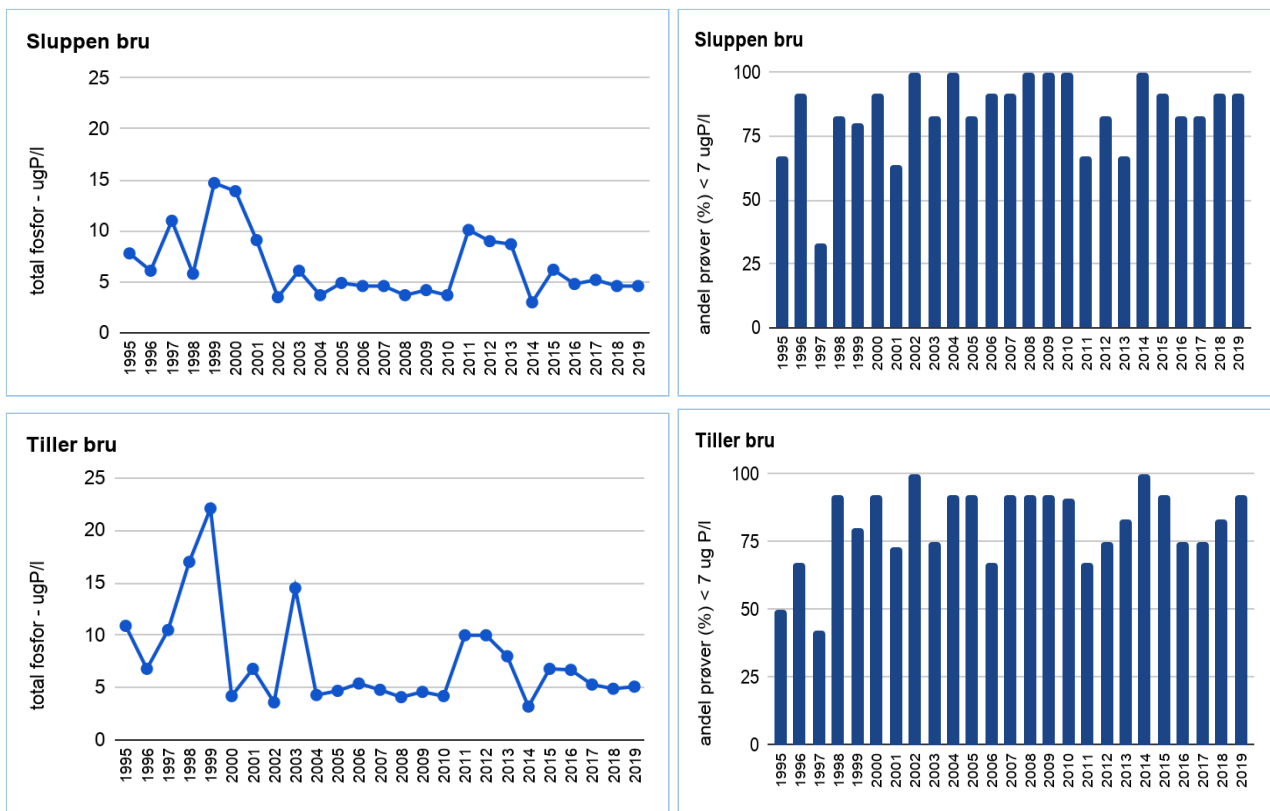 Sluppen bru
total fosfor - ugP/l
25
20
15
10
5
0
1995 1996 1997 1998 1999 2000 2001 2002 2003 2004 2005 2006 2007 2008 2009 2010 2011 2012 2013 2014 2015 2016 2017 2018 2019
Sluppen bru
andel prøver (%) < 7 ugP/l
100
75
50
25
0
1995 1996 1997 1998 1999 2000 2001 2002 2003 2004 2005 2006 2007 2008 2009 2010 2011 2012 2013 2014 2015 2016 2017 2018 2019
Tiller bru
total fosfor - ugP/l
25
20
15
10
5
0
1995 1996 1997 1998 1999 2000 2001 2002 2003 2004 2005 2006 2007 2008 2009 2010 2011 2012 2013 2014 2015 2016 2017 2018 2019
Tiller bru
andel prøver (%) < 7 ug P/l
100
75
50
25
0
1995 1996 1997 1998 1999 2000 2001 2002 2003 2004 2005 2006 2007 2008 2009 2010 2011 2012 2013 2014 2015 2016 2017 2018 2019